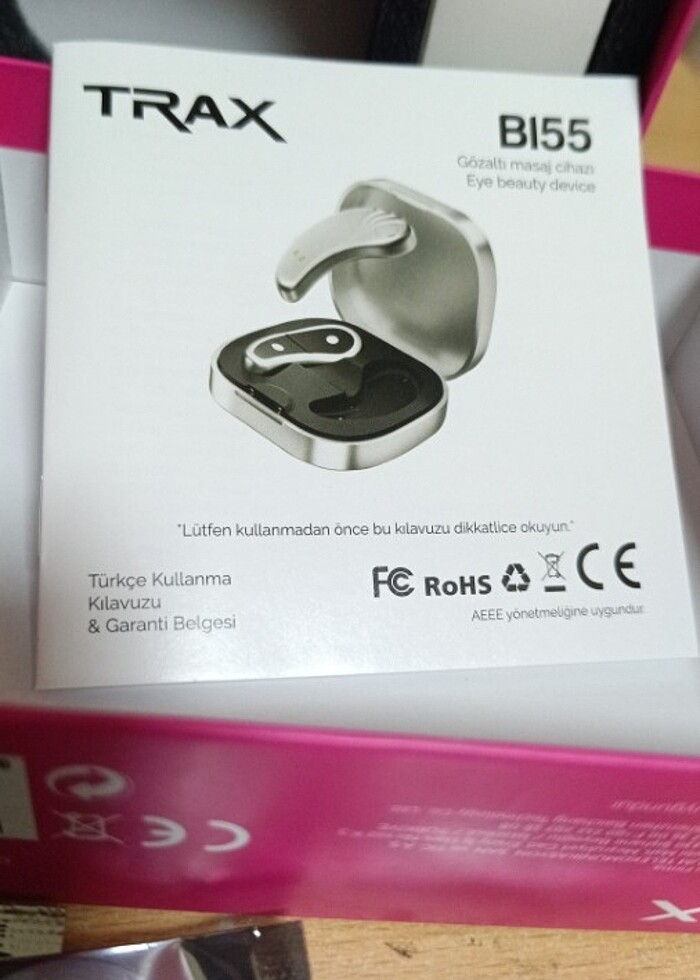 TRAX
BI55
Gözaltı masaj cihazı
Eye beauty device
"Lütfen kullanmadan önce bu kılavuzu dikkatlice okuyun."
Türkçe Kullanma
Kılavuzu
& Garanti Belgesi
FC RoHS CE
AEEE yönetmeliğine uygundur.
CE